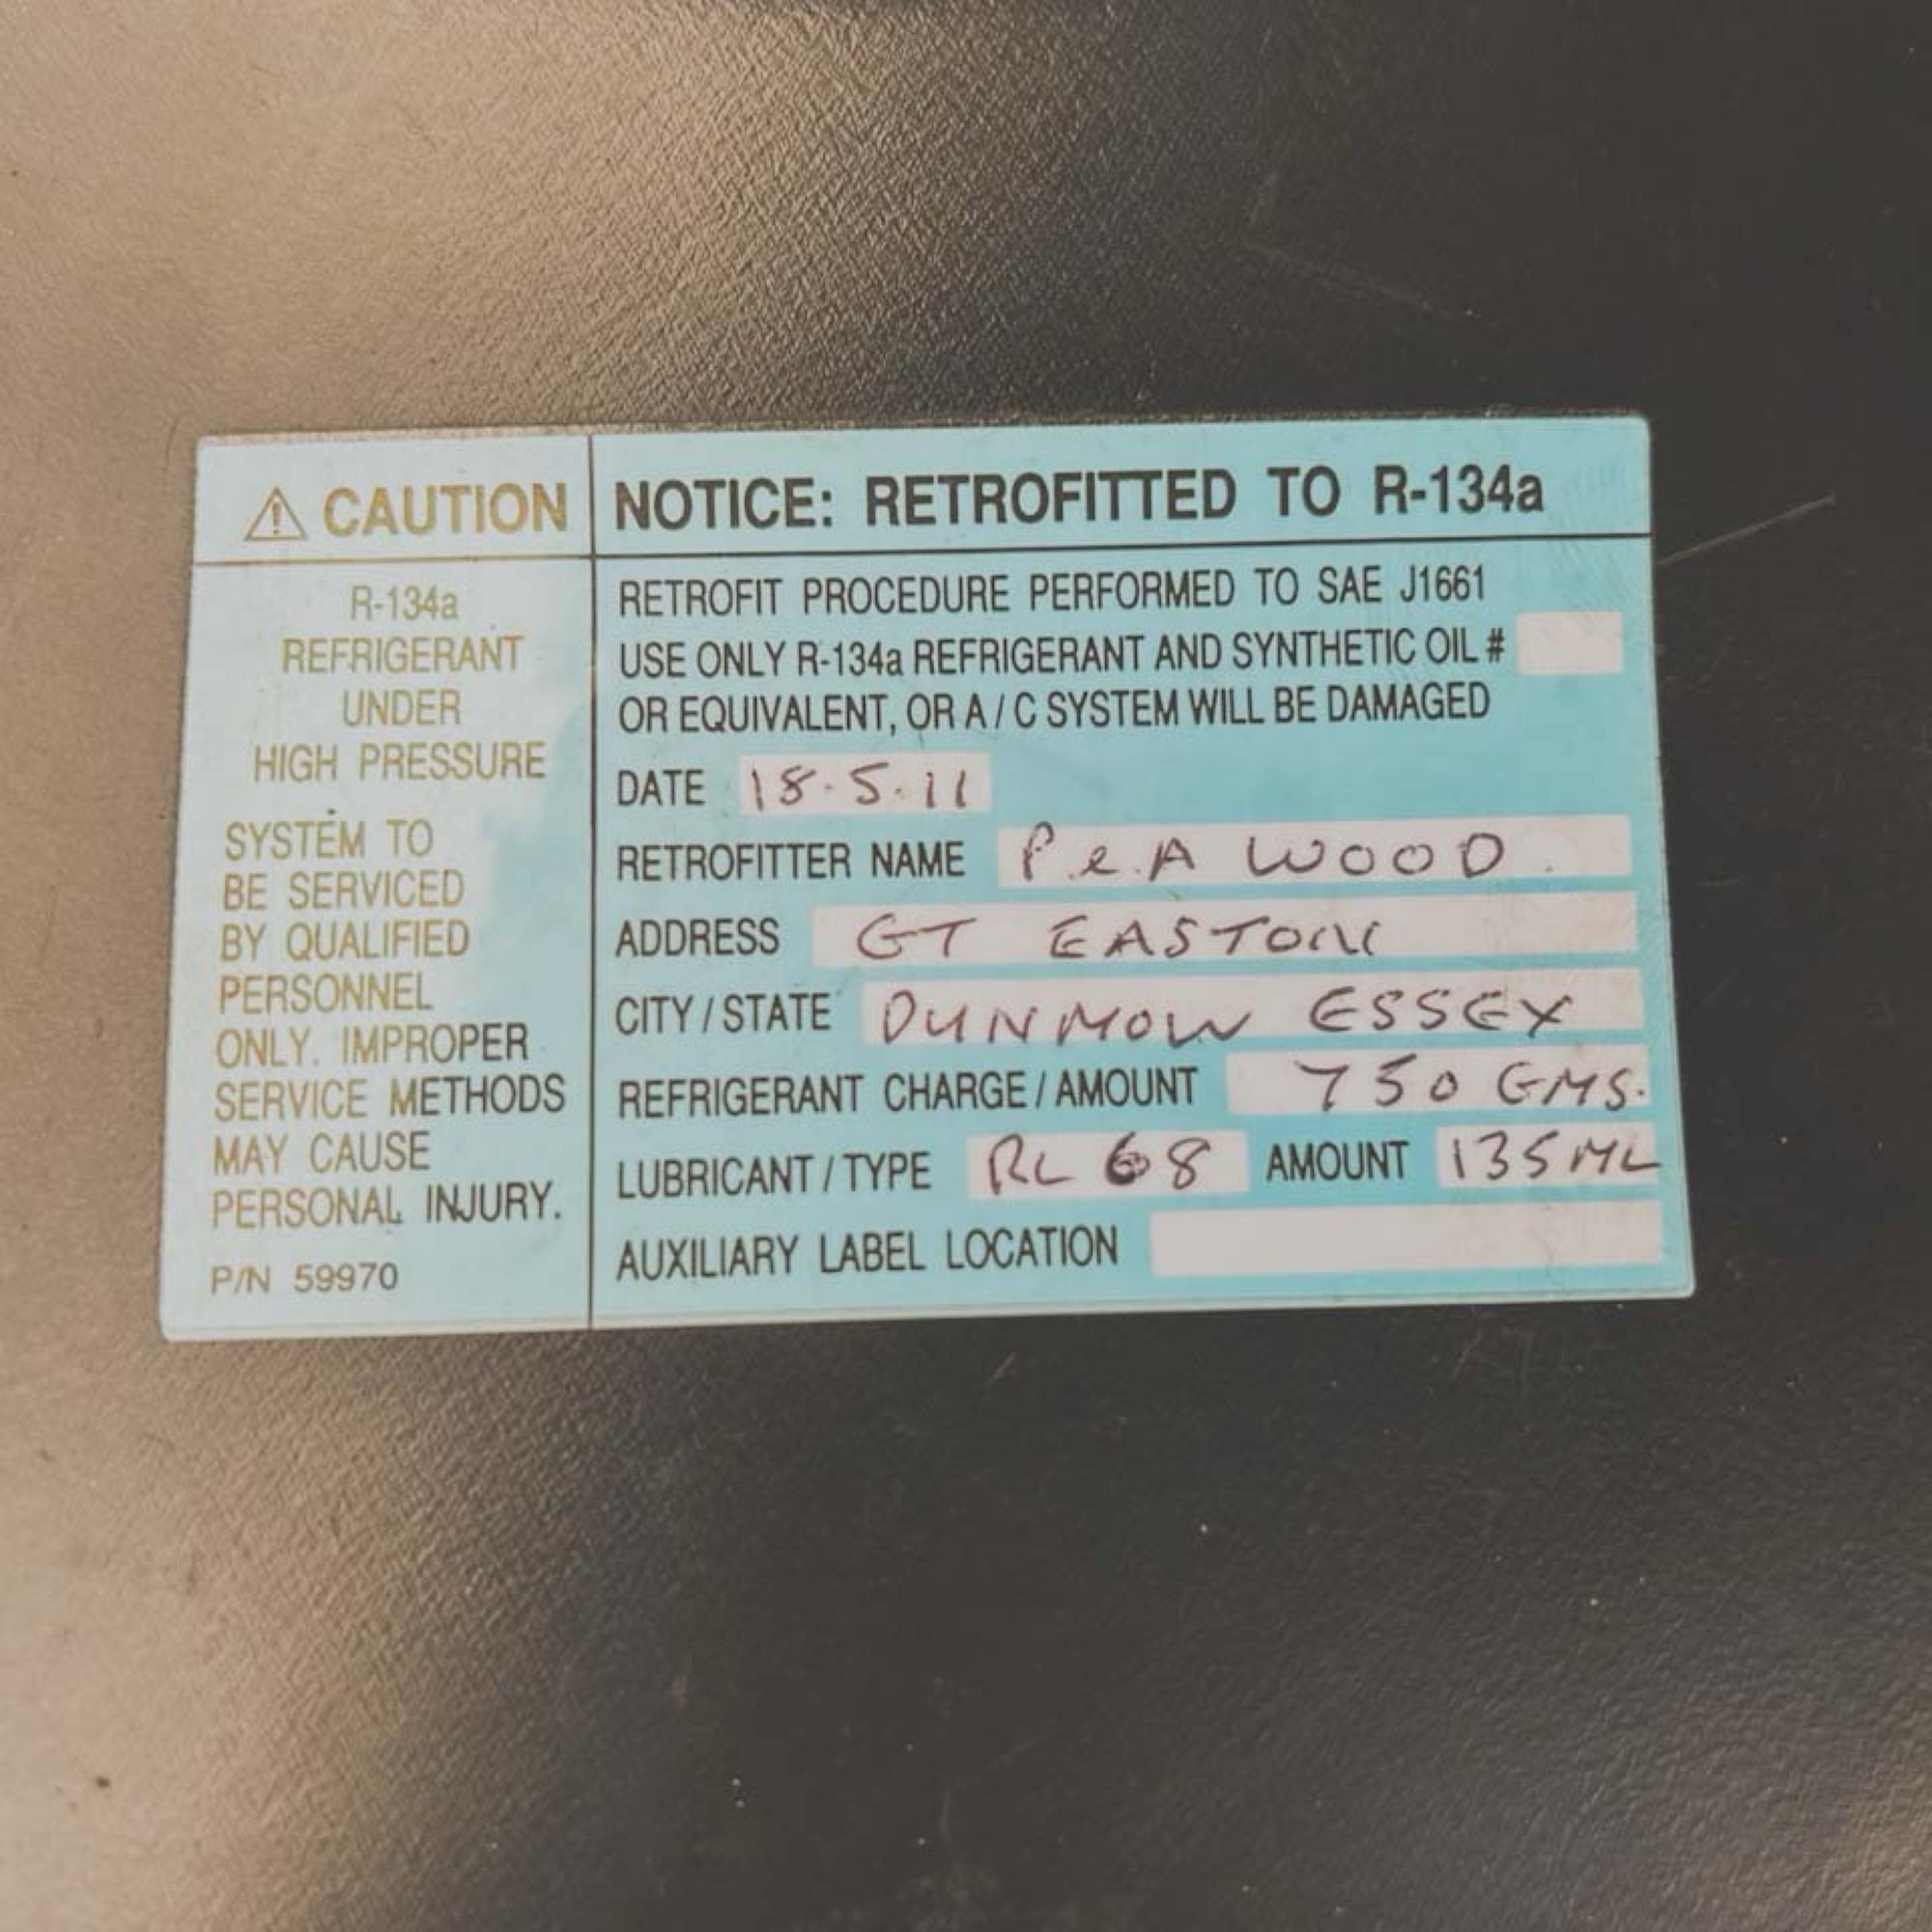 ⚠ CAUTION
R-134a
REFRIGERANT
UNDER
HIGH PRESSURE
SYSTEM TO
BE SERVICED
BY QUALIFIED
PERSONNEL
ONLY. IMPROPER
SERVICE METHODS
MAY CAUSE
PERSONAL INJURY.
P/N 59970
NOTICE: RETROFITTED TO R-134a
RETROFIT PROCEDURE PERFORMED TO SAE J1661
USE ONLY R-134a REFRIGERANT AND SYNTHETIC OIL #
OR EQUIVALENT, OR A / C SYSTEM WILL BE DAMAGED
DATE 18.5.11
RETROFITTER NAME P.&.A WOOD
ADDRESS GT EASTON
CITY / STATE DUNMOW ESSEX
REFRIGERANT CHARGE / AMOUNT 750 GMS.
LUBRICANT / TYPE RL 68 AMOUNT 135 ML
AUXILIARY LABEL LOCATION